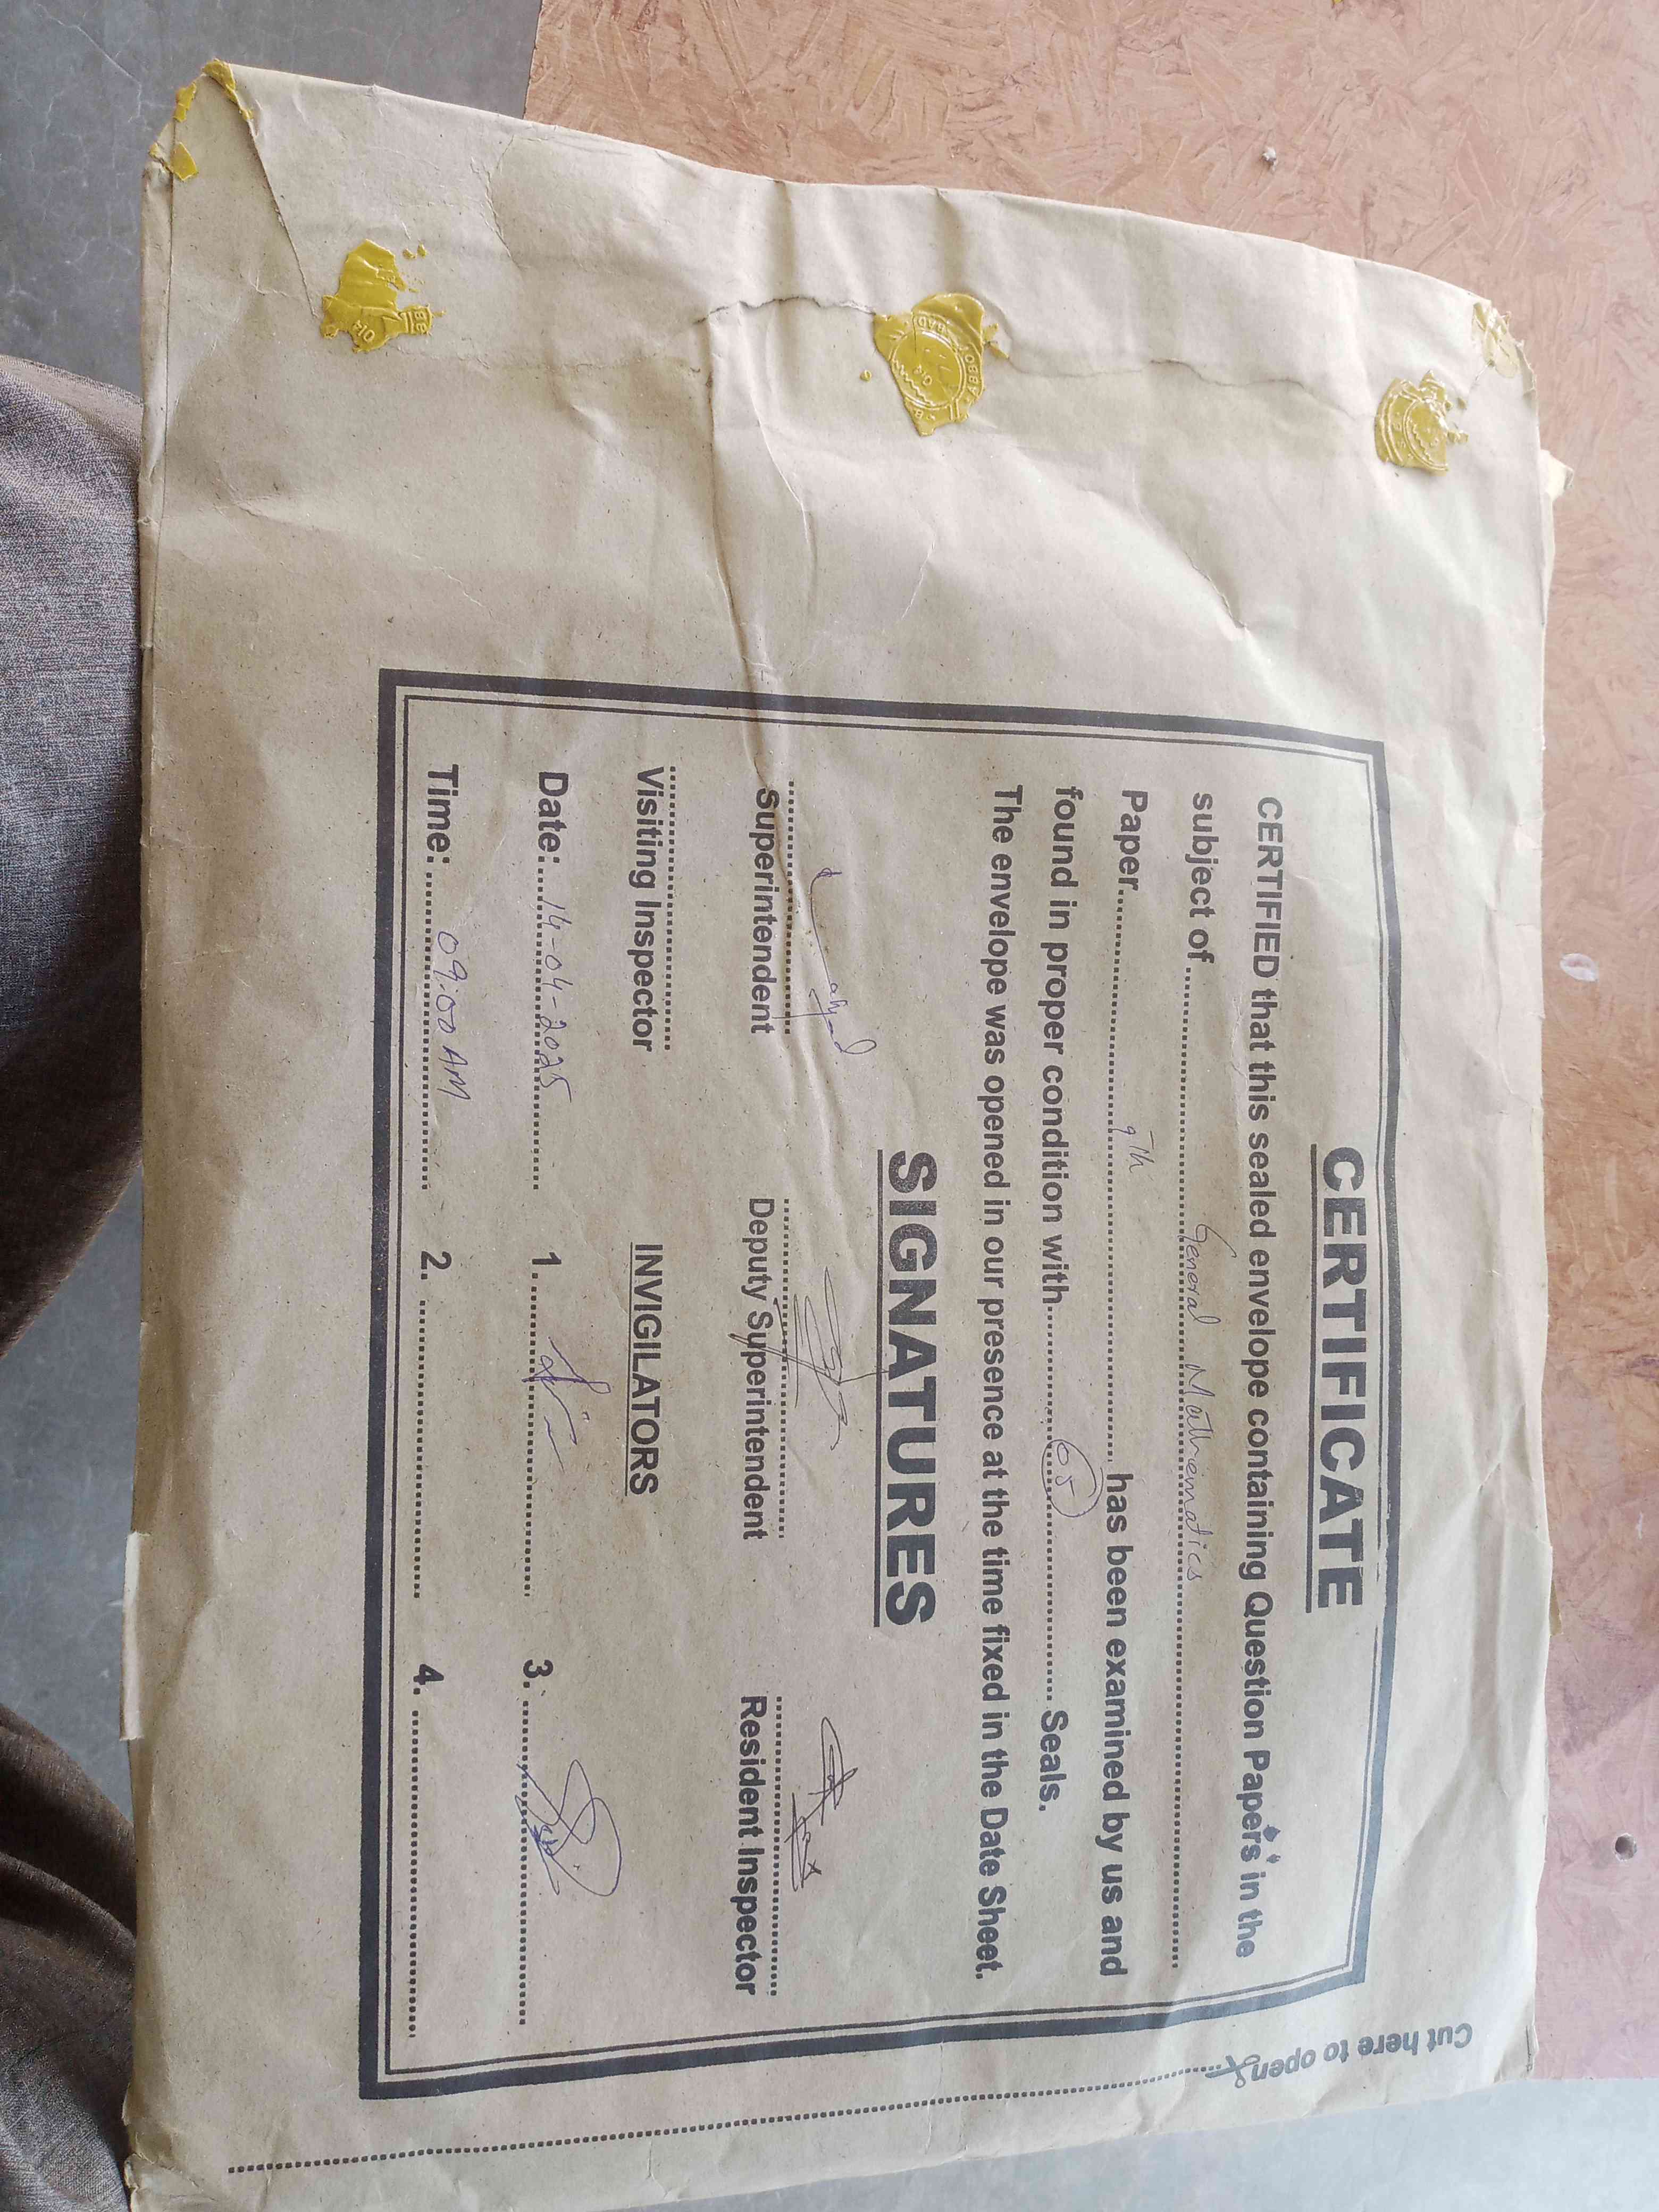 CERTIFICATE
CERTIFIED that this sealed envelope containing Question Papers in the
subject of General Mathematics
Paper 9Th has been examined by us and
found in proper condition with 05 Seals.
The envelope was opened in our presence at the time fixed in the Date Sheet.
SIGNATURES
Superintendent Deputy Superintendent Resident Inspector
Visiting Inspector INVIGILATORS
Date: 14-04-2025 1. 3.
Time: 09:00 AM 2. 4.
Cut here to open